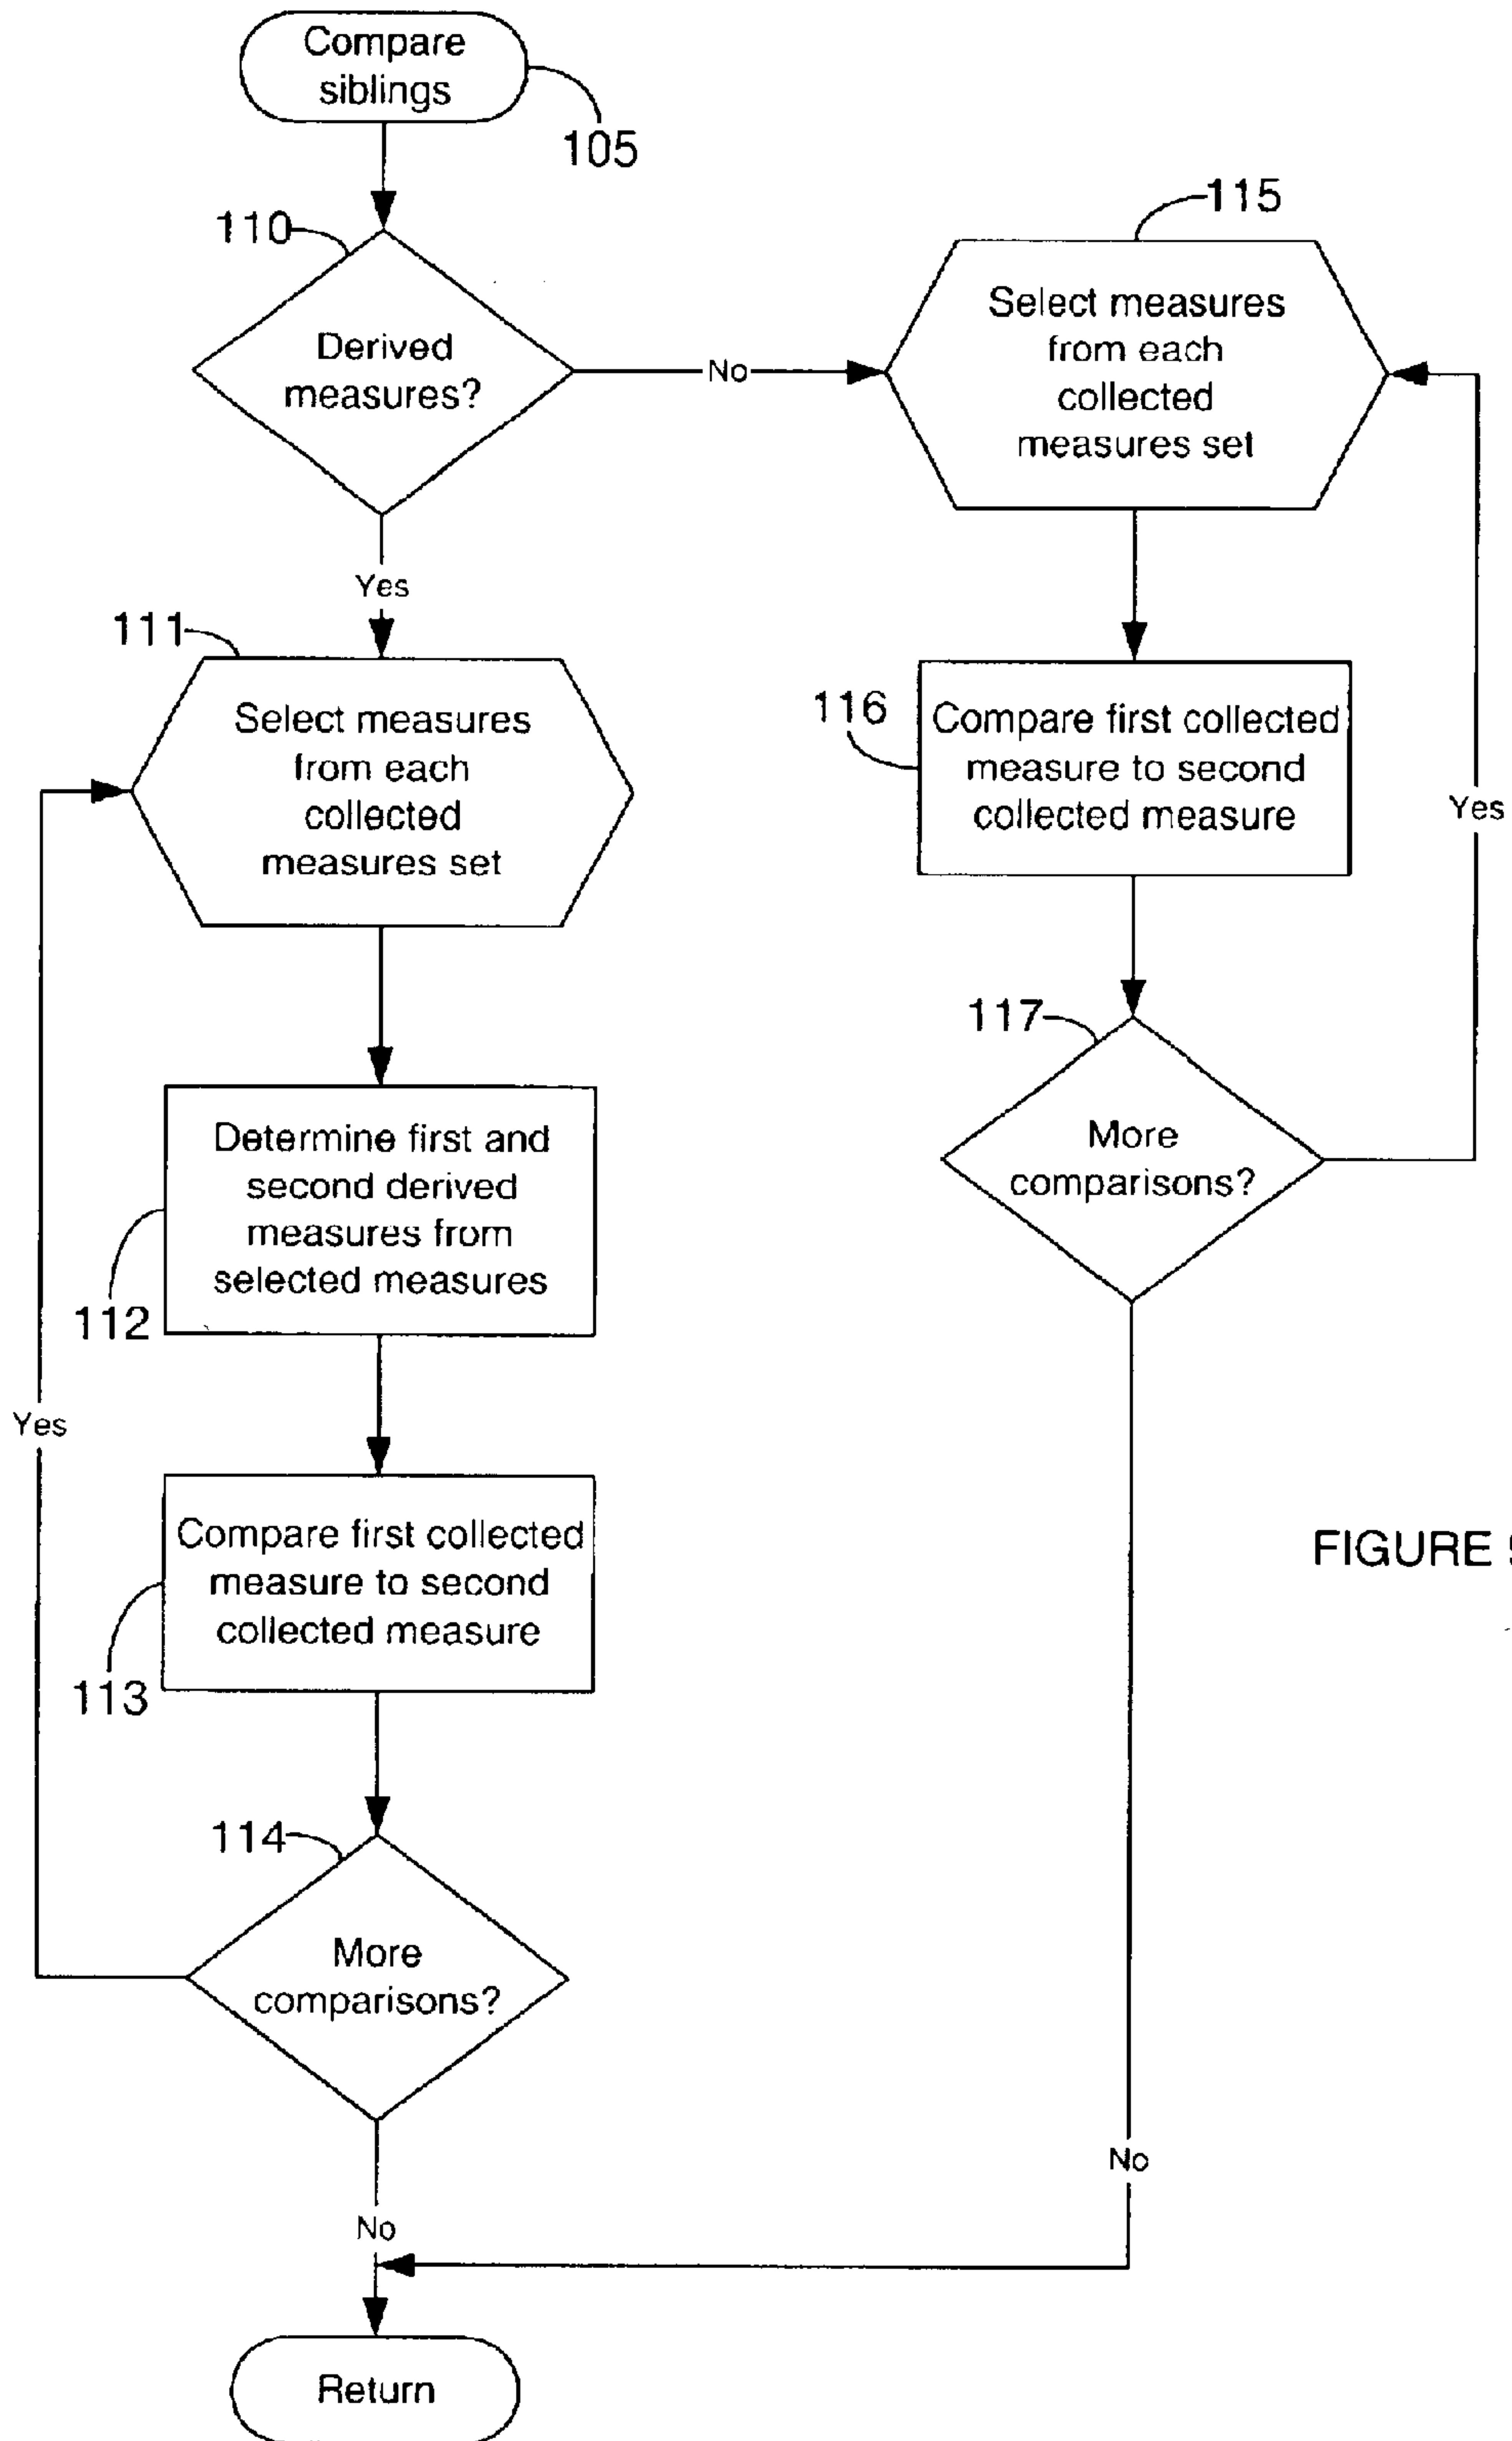 Compare
siblings
105
110
Derived
measures?
No
115
Select measures
from each
collected
measures set
Yes
111
Select measures
from each
collected
measures set
116
Compare first collected
measure to second
collected measure
Yes
117
More
comparisons?
Determine first and
second derived
measures from
selected measures
112
Yes
Compare first collected
measure to second
collected measure
113
FIGURE
114
More
comparisons?
No
No
Return